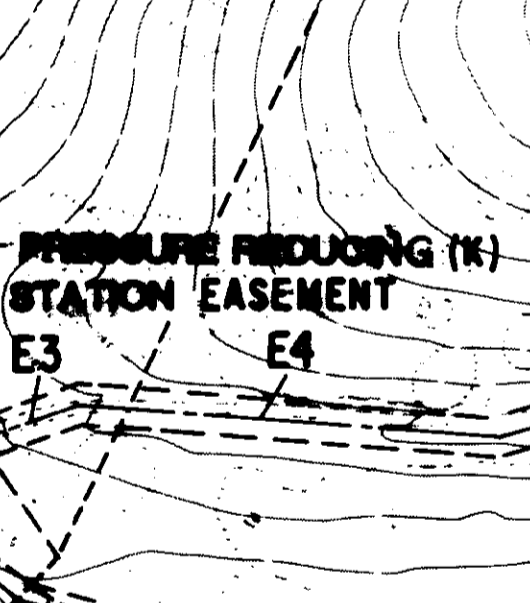 PRESSURE REDUCING (K)
STATION EASEMENT
E3 E4